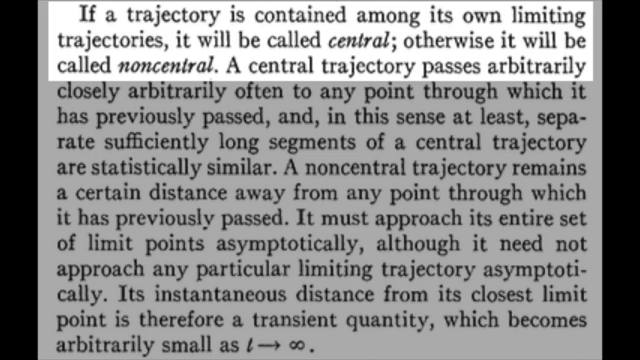 If a trajectory is contained among its own limiting
trajectories, it will be called central; otherwise it will be
called noncentral. A central trajectory passes arbitrarily
closely arbitrarily often to any point through which it
has previously passed, and, in this sense at least, sepa-
rate sufficiently long segments of a central trajectory
are statistically similar. A noncentral trajectory remains
a certain distance away from any point through which
it has previously passed. It must approach its entire set
of limit points asymptotically, although it need not
approach any particular limiting trajectory asymptoti-
cally. Its instantaneous distance from its closest limit
point is therefore a transient quantity, which becomes
arbitrarily small as t→ ∞.